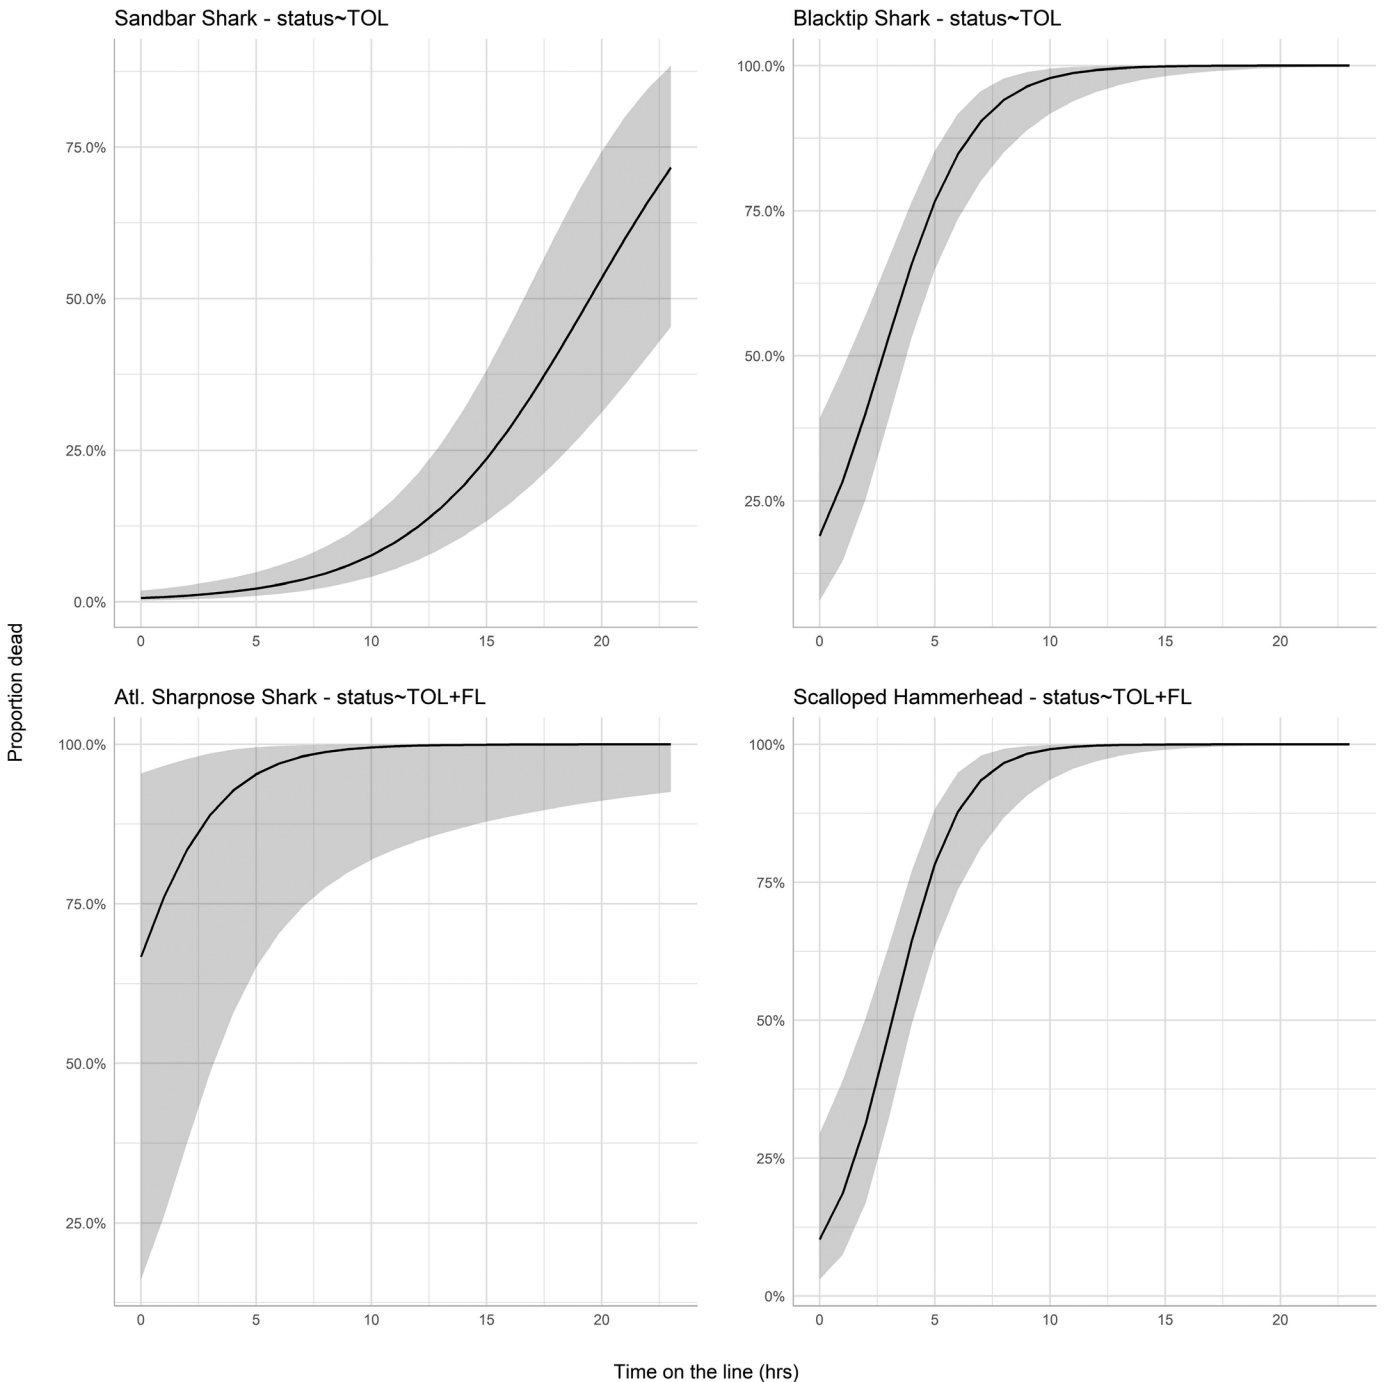 Sandbar Shark - status~TOL
75.0%
50.0%
25.0%
0.0%
0 5 10 15 20
Blacktip Shark - status~TOL
100.0%
75.0%
50.0%
25.0%
0 5 10 15 20
Proportion dead
Atl. Sharpnose Shark - status~TOL+FL
100.0%
75.0%
50.0%
25.0%
0 5 10 15 20
Scalloped Hammerhead - status~TOL+FL
100%
75%
50%
25%
0%
0 5 10 15 20
Time on the line (hrs)